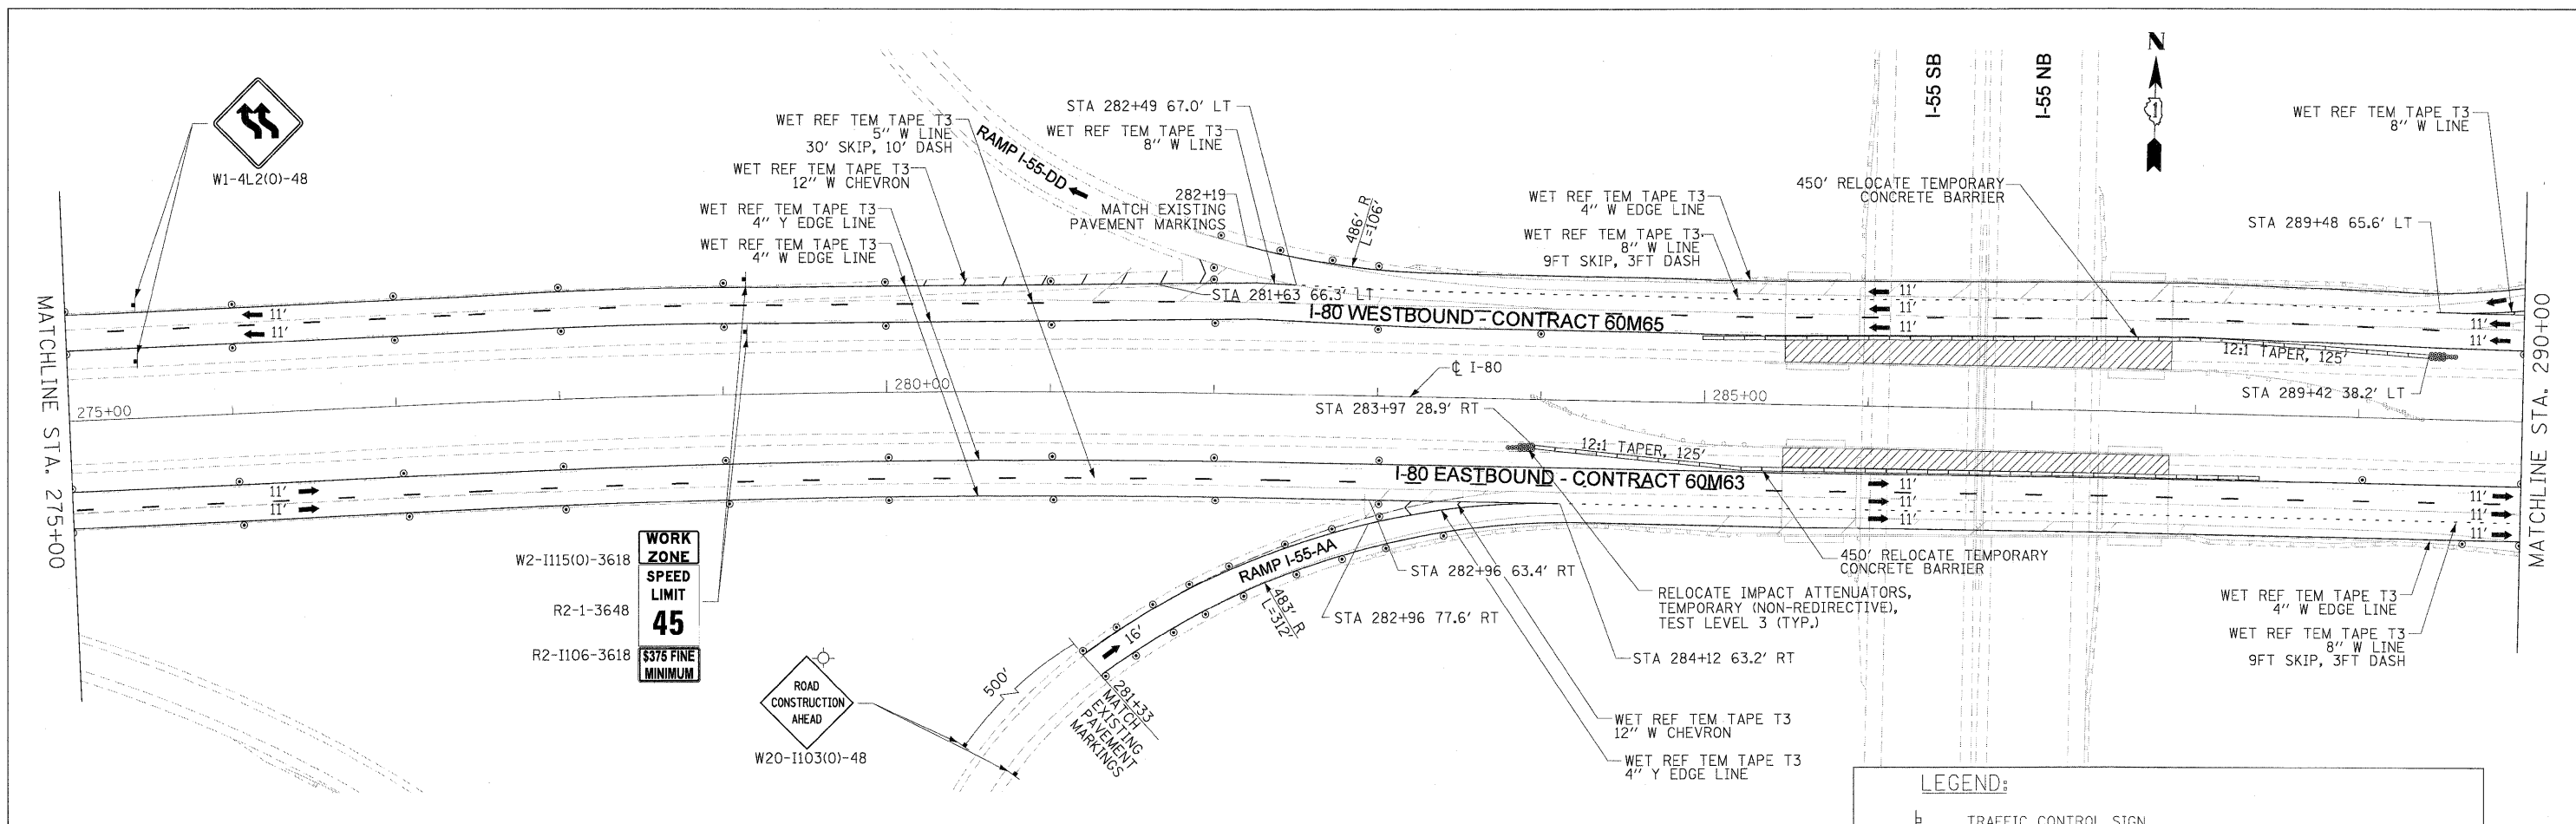 W1-4L2(O)-48
WET REF TEM TAPE T3
5" W LINE
30' SKIP, 10' DASH
WET REF TEM TAPE T3
12" W CHEVRON
WET REF TEM TAPE T3
4" Y EDGE LINE
WET REF TEM TAPE T3
4" W EDGE LINE
STA 282+49 67.0' LT
WET REF TEM TAPE T3
8" W LINE
RAMP I-55-DD
282+19
MATCH EXISTING
PAVEMENT MARKINGS
486' R
L=106'
WET REF TEM TAPE T3
4" W EDGE LINE
WET REF TEM TAPE T3
8" W LINE
9FT SKIP, 3FT DASH
I-55 SB
I-55 NB
N
1
450' RELOCATE TEMPORARY
CONCRETE BARRIER
WET REF TEM TAPE T3
8" W LINE
STA 289+48 65.6' LT
MATCHLINE STA. 275+00
11'
11'
STA 281+63 66.3' LT
I-80 WESTBOUND - CONTRACT 60M65
11'
11'
11'
11'
11'
12:1 TAPER, 125'
STA 289+42 38.2' LT
MATCHLINE STA. 290+00
275+00
280+00
℄ I-80
285+00
STA 283+97 28.9' RT
12:1 TAPER, 125'
I-80 EASTBOUND - CONTRACT 60M63
11'
11'
11'
11'
11'
11'
11'
11'
W2-I115(O)-3618
WORK
ZONE
R2-1-3648
SPEED
LIMIT
45
R2-I106-3618
$375 FINE
MINIMUM
ROAD
CONSTRUCTION
AHEAD
W20-I103(O)-48
500'
16'
RAMP I-55-AA
483' R
L=312'
281+33
MATCH
EXISTING
PAVEMENT
MARKINGS
STA 282+96 63.4' RT
STA 282+96 77.6' RT
RELOCATE IMPACT ATTENUATORS,
TEMPORARY (NON-REDIRECTIVE),
TEST LEVEL 3 (TYP.)
450' RELOCATE TEMPORARY
CONCRETE BARRIER
STA 284+12 63.2' RT
WET REF TEM TAPE T3
12" W CHEVRON
WET REF TEM TAPE T3
4" Y EDGE LINE
WET REF TEM TAPE T3
4" W EDGE LINE
WET REF TEM TAPE T3
8" W LINE
9FT SKIP, 3FT DASH
LEGEND:
TRAFFIC CONTROL SIGN